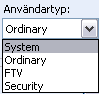 Användartyp:
Ordinary
System
Ordinary
FTV
Security